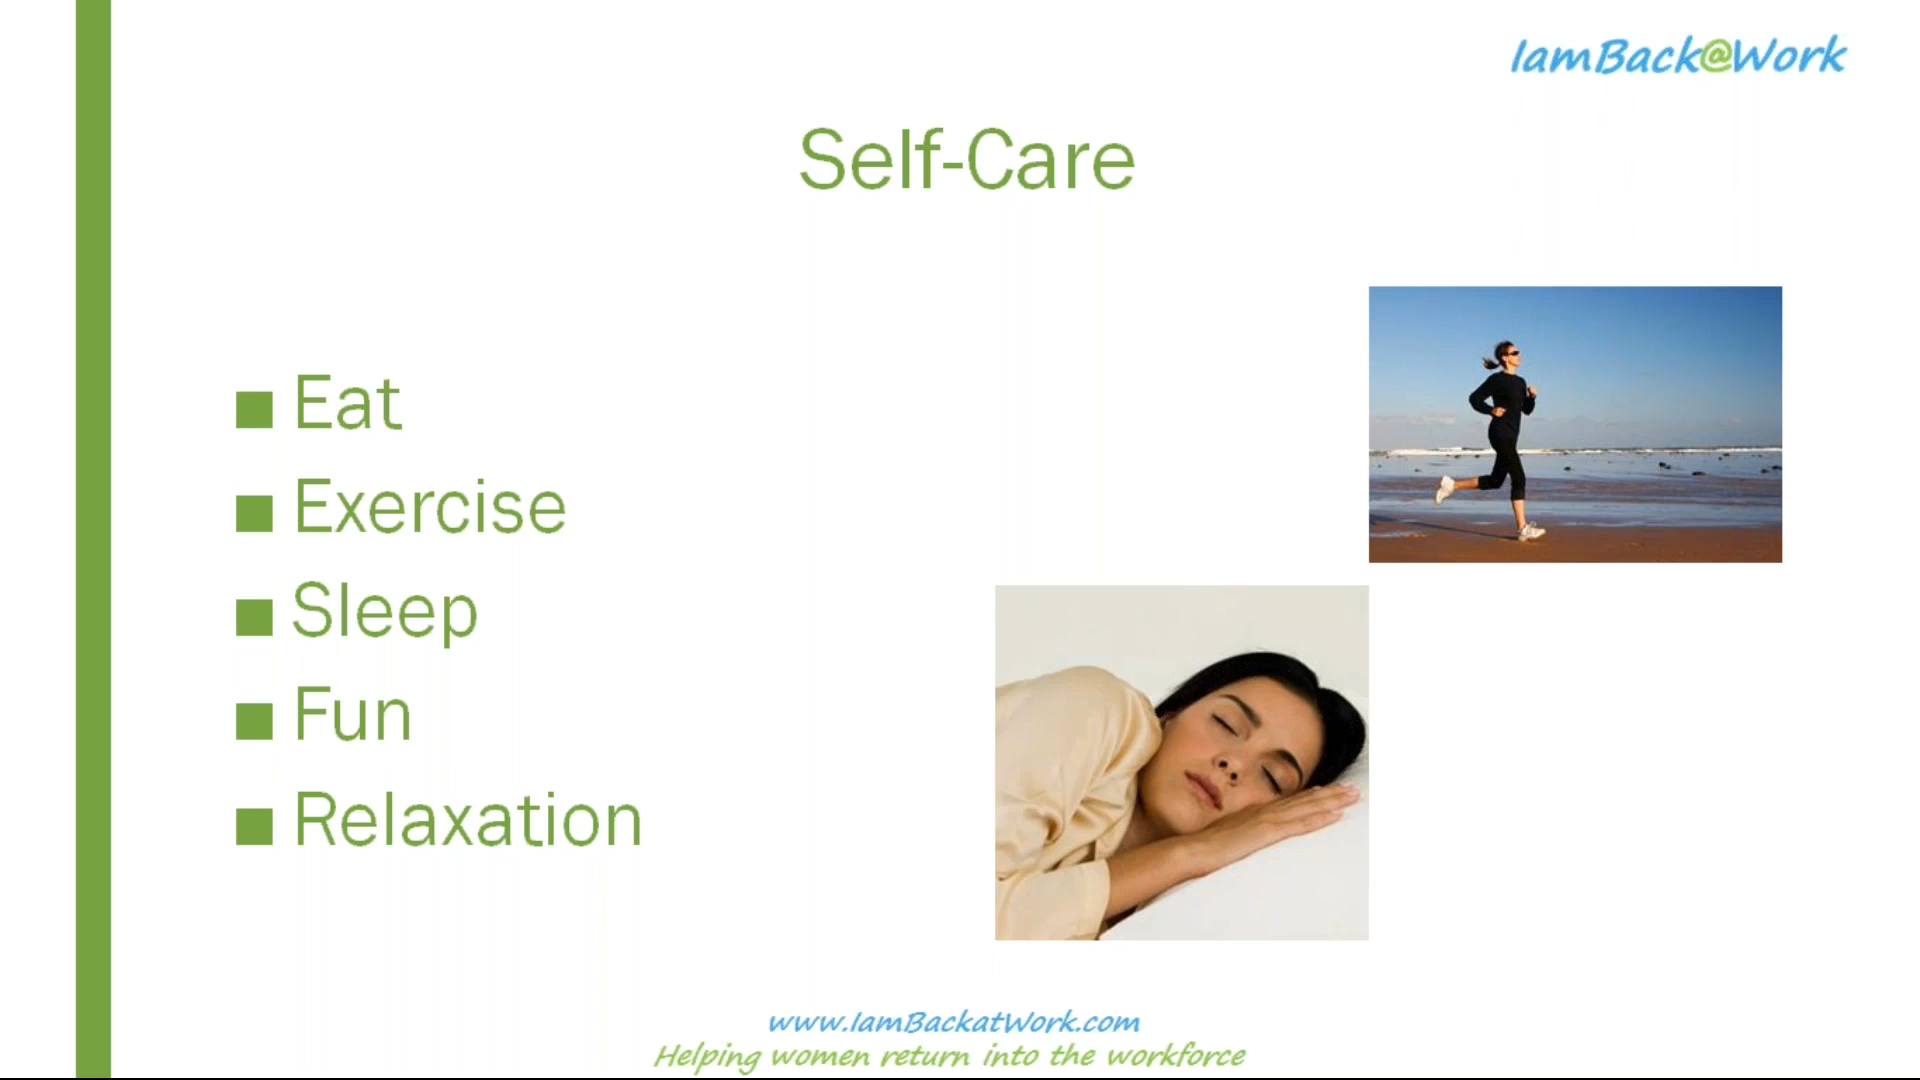 IamBack@Work
Self-Care
Eat
Exercise
Sleep
Fun
Relaxation
www.IamBackatWork.com
Helping women return into the workforce